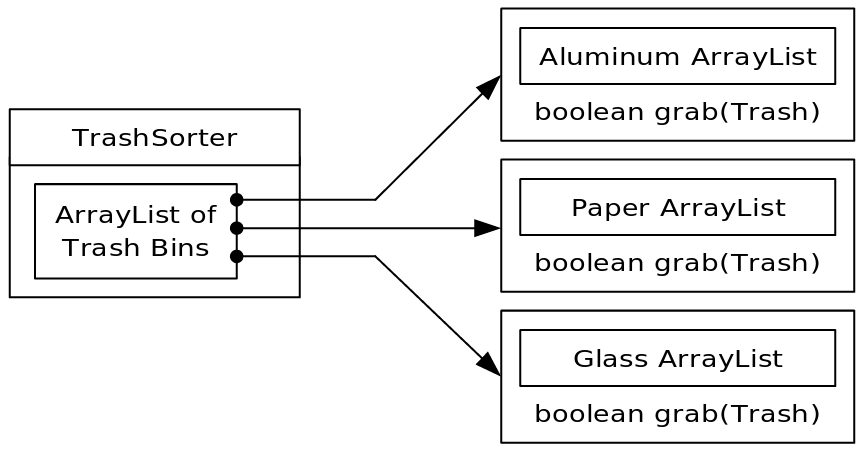 TrashSorter
ArrayList of
Trash Bins
Aluminum ArrayList
boolean grab(Trash)
Paper ArrayList
boolean grab(Trash)
Glass ArrayList
boolean grab(Trash)